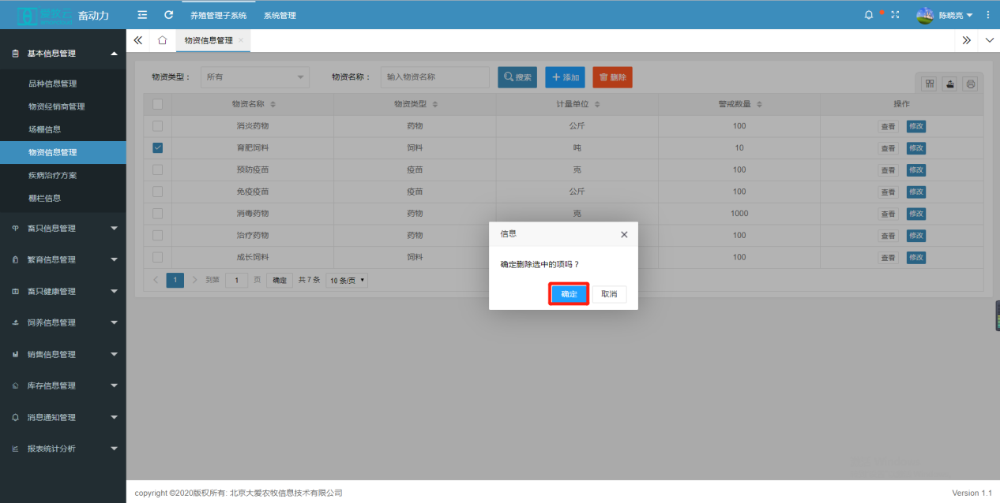 畜牧云 畜动力 养殖管理子系统 系统管理 陈晓亮
基本信息管理
品种信息管理
物资经销商管理
场棚信息
物资信息管理
疾病治疗方案
棚栏信息
畜只信息管理
繁育信息管理
畜只健康管理
饲养信息管理
销售信息管理
库存信息管理
消息通知管理
报表统计分析
物资信息管理 ×
物资类型： 所有 物资名称： 输入物资名称 搜索 添加 删除
物资名称 物资类型 计量单位 警戒数量 操作
消炎药物 药物 公斤 100 查看 修改
育肥饲料 饲料 吨 10 查看 修改
预防疫苗 疫苗 克 100 查看 修改
免疫疫苗 疫苗 公斤 100 查看 修改
消毒药物 药物 克 1000 查看 修改
治疗药物 药物 100 查看 修改
成长饲料 饲料 100 查看 修改
1 到第 1 页 确定 共 7 条 10 条/页
信息
确定删除选中的项吗？
确定 取消
copyright ©2020版权所有: 北京大爱农牧信息技术有限公司 Version 1.1